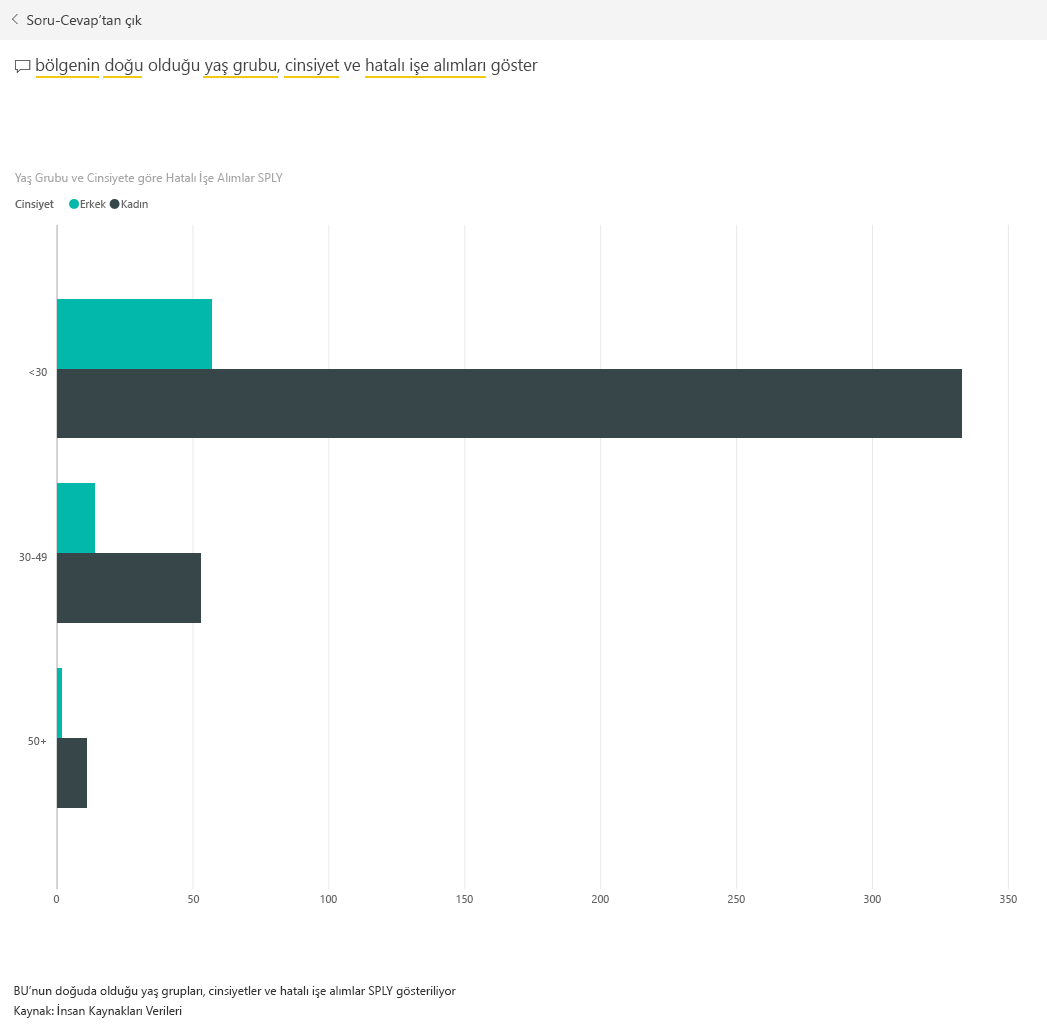 Soru-Cevap'tan çık
bölgenin doğu olduğu yaş grubu, cinsiyet ve hatalı işe alımları göster
Yaş Grubu ve Cinsiyete göre Hatalı İşe Alımlar SPLY
Cinsiyet Erkek Kadın
<30
30-49
50+
0 50 100 150 200 250 300 350
BU'nun doğuda olduğu yaş grupları, cinsiyetler ve hatalı işe alımlar SPLY gösteriliyor
Kaynak: İnsan Kaynakları Verileri